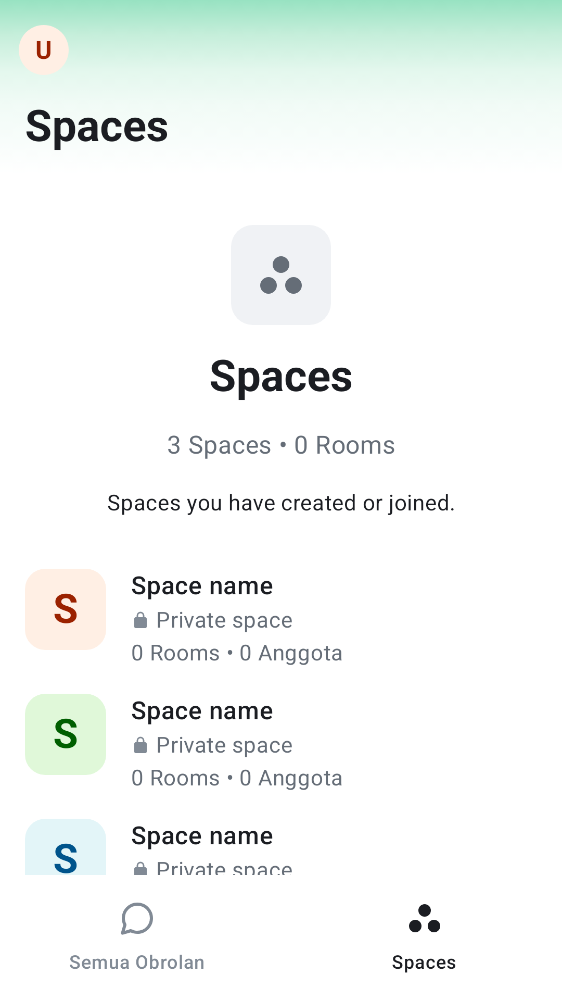 U
Spaces
Spaces
3 Spaces • 0 Rooms
Spaces you have created or joined.
S
Space name
Private space
0 Rooms • 0 Anggota
S
Space name
Private space
0 Rooms • 0 Anggota
S
Space name
Private space
Semua Obrolan
Spaces